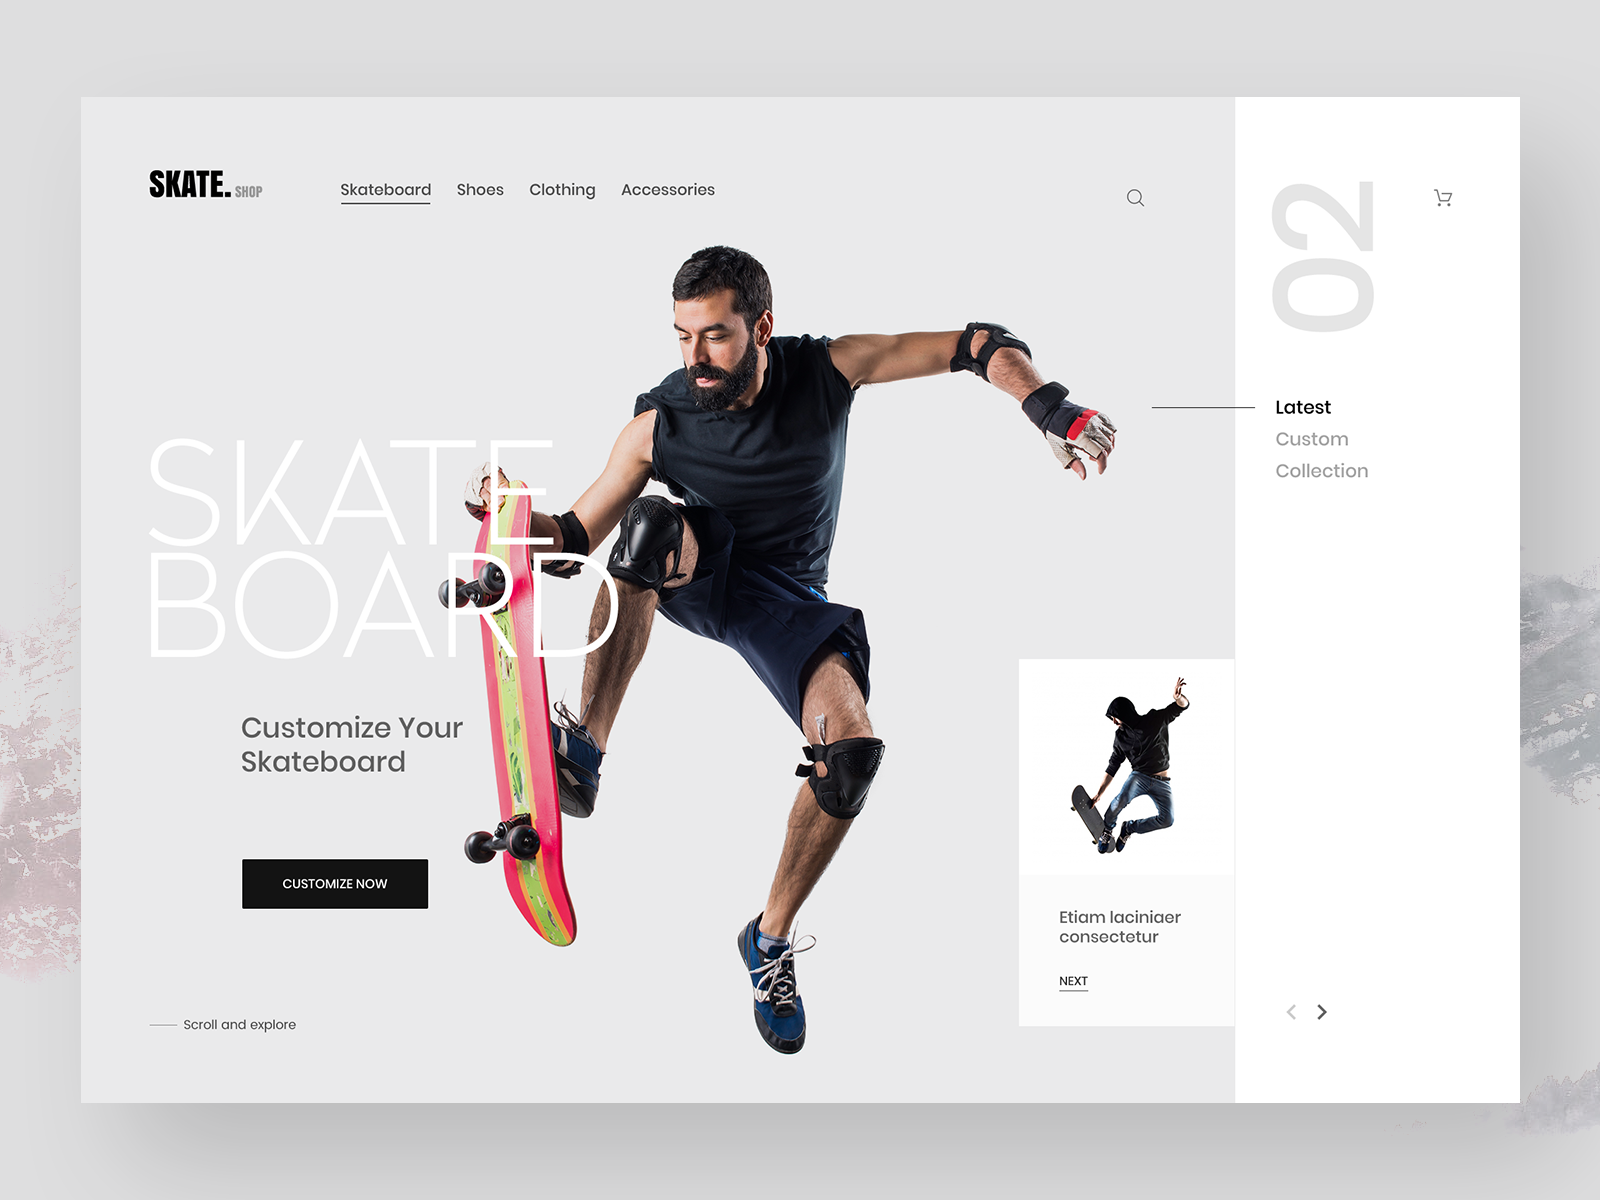 SKATE. SHOP
Skateboard Shoes Clothing Accessories
02
Latest
Custom
Collection
SKATE
BOARD
Customize Your
Skateboard
CUSTOMIZE NOW
Etiam laciniaer
consectetur
NEXT
Scroll and explore